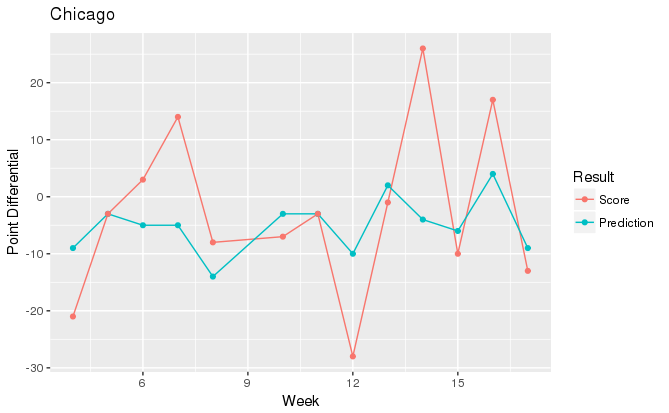 Chicago
20
10
0
-10
-20
-30
Point Differential
6 9 12 15
Week
Result
Score
Prediction